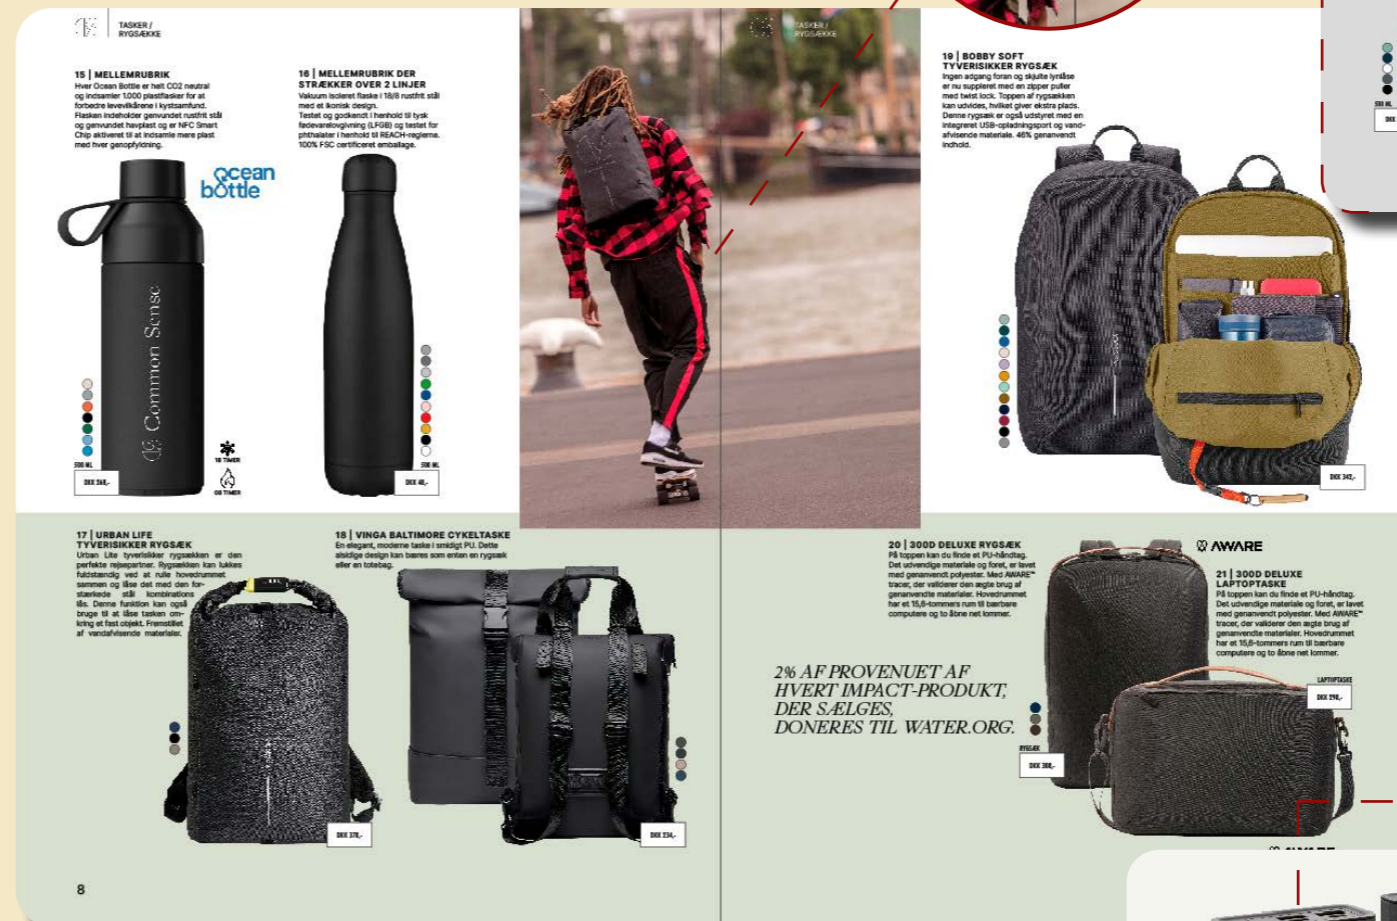 TASKER /
RYGSÆKKE
15 | MELLEMRUBRIK
Hver Ocean Bottle er helt CO2 neutral
og indsamler 1.000 plastflasker for at
forbedre levevilkårene i kystsamfund.
Flasken indeholder genvundet rustfrit stål
og genvundet havplast og er NFC Smart
Chip aktiveret til at indsamle mere plast
med hver genopfyldning.
ocean
bottle
Common Sense
500 ML
DKK 268,-
18 TIMER
08 TIMER
16 | MELLEMRUBRIK DER
STRÆKKER OVER 2 LINJER
Vakuum isoleret flaske i 18/8 rustfrit stål
med et ikonisk design.
Testet og godkendt i henhold til tysk
fødevarelovgivning (LFGB) og testet for
phthalater i henhold til REACH-reglerne.
100% FSC certificeret emballage.
500 ML
DKK 48,-
TASKER /
RYGSÆKKE
19 | BOBBY SOFT
TYVERISIKKER RYGSÆK
Ingen adgang foran og skjulte lynlåse
er nu suppleret med en zipper puller
med twist lock. Toppen af rygsækken
kan udvides, hvilket giver ekstra plads.
Denne rygsæk er også udstyret med en
integreret USB-opladningsport og vand-
afvisende materiale. 46% genanvendt
indhold.
DKK 342,-
500 ML
DKK
17 | URBAN LIFE
TYVERISIKKER RYGSÆK
Urban Lite tyverisikker rygsækken er den
perfekte rejsepartner. Rygsækken kan lukkes
fuldstændig ved at rulle hovedrummet
sammen og låse det med den for-
stærkede stål kombinations
lås. Denne funktion kan også
bruge til at låse tasken om-
kring et fast objekt. Fremstillet
af vandafvisende materialer.
DKK 378,-
18 | VINGA BALTIMORE CYKELTASKE
En elegant, moderne taske i smidigt PU. Dette
alsidige design kan bæres som enten en rygsæk
eller en totebag.
DKK 234,-
20 | 300D DELUXE RYGSÆK
På toppen kan du finde et PU-håndtag.
Det udvendige materiale og foret, er lavet
med genanvendt polyester. Med AWARE™
tracer, der validerer den ægte brug af
genanvendte materialer. Hovedrummet
har et 15,6-tommers rum til bærbare
computere og to åbne net lommer.
2% AF PROVENUET AF
HVERT IMPACT-PRODUKT,
DER SÆLGES,
DONERES TIL WATER.ORG.
RYGSÆK
DKK 308,-
AWARE
21 | 300D DELUXE
LAPTOPTASKE
På toppen kan du finde et PU-håndtag.
Det udvendige materiale og foret, er lavet
med genanvendt polyester. Med AWARE™
tracer, der validerer den ægte brug af
genanvendte materialer. Hovedrummet
har et 15,6-tommers rum til bærbare
computere og to åbne net lommer.
LAPTOPTASKE
DKK 298,-
8